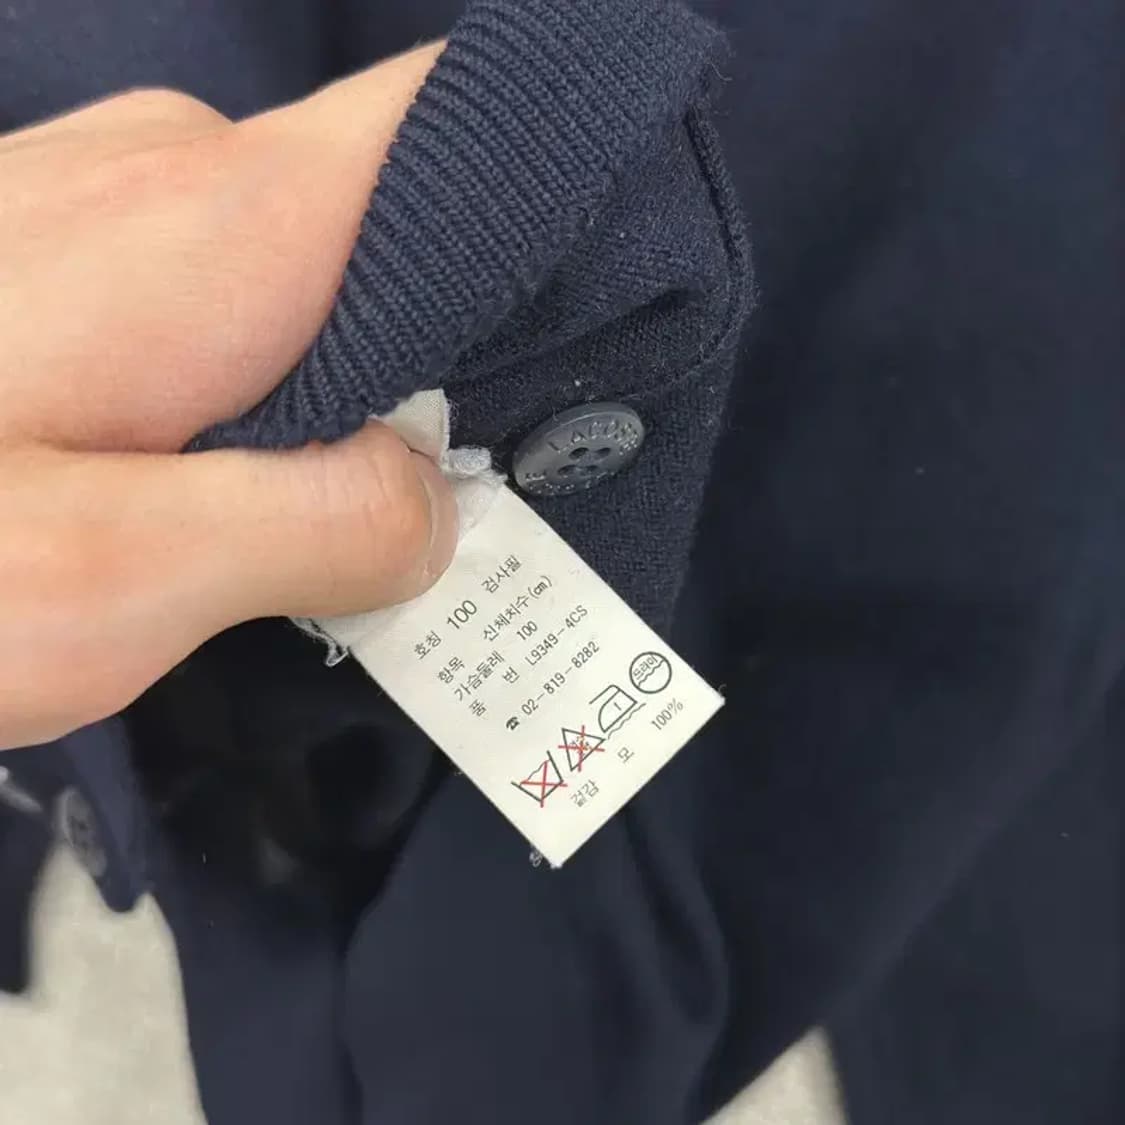 LACOSTE
호칭 100 검사필
항목 신체치수(cm)
가슴둘레 100
품 번 L9349-4CS
☎ 02-819-8282
드라이
겉감 모 100%